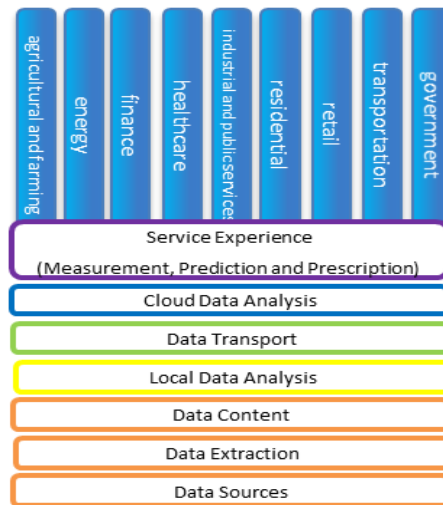 agricultural and farming
energy
finance
healthcare
industrial and public services
residential
retail
transportation
government
Service Experience
(Measurement, Prediction and Prescription)
Cloud Data Analysis
Data Transport
Local Data Analysis
Data Content
Data Extraction
Data Sources